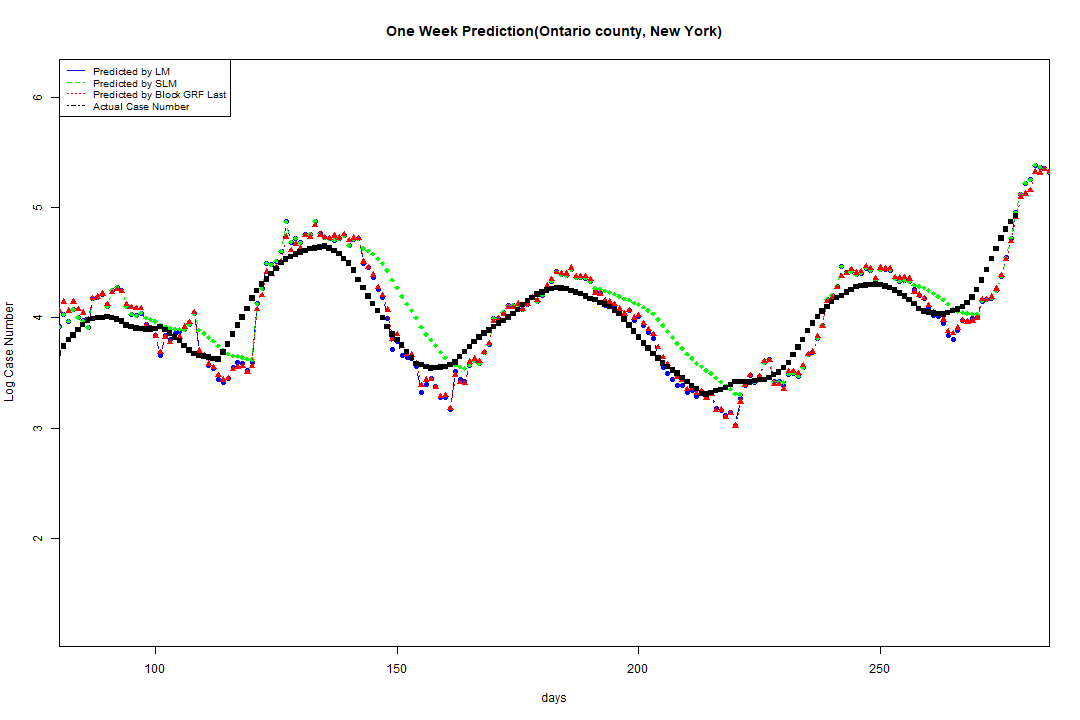 One Week Prediction(Ontario county, New York)
Predicted by LM
Predicted by SLM
Predicted by Block GRF Last
Actual Case Number
6
5
4
3
2
Log Case Number
100 150 200 250
days